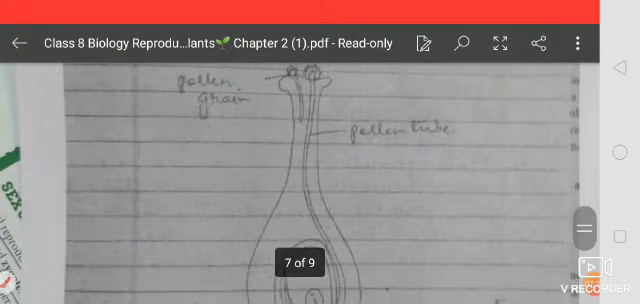 Class 8 Biology Reprodu...lants🌱 Chapter 2 (1).pdf - Read-only
pollen
grain
pollen tube.
7 of 9
V RECORDER